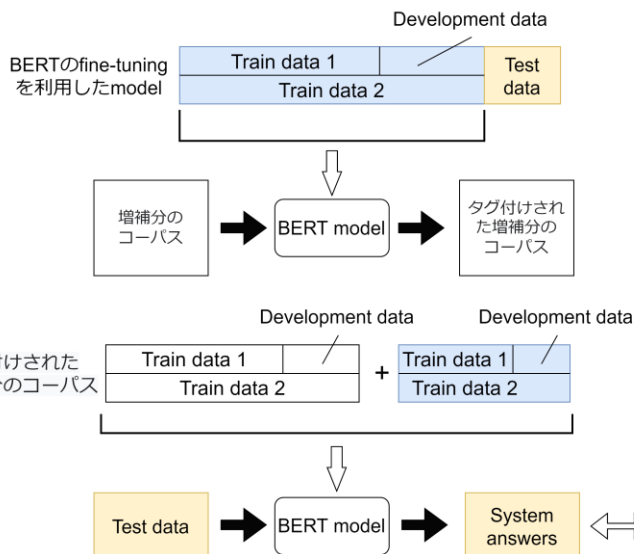 Development data
BERTのfine-tuning
を利用したmodel
Train data 1
Train data 2
Test
data
増補分の
コーパス
BERT model
タグ付けされ
た増補分の
コーパス
Development data
Development data
けされた
のコーパス
Train data 1
Train data 2
+
Train data 1
Train data 2
Test data
BERT model
System
answers